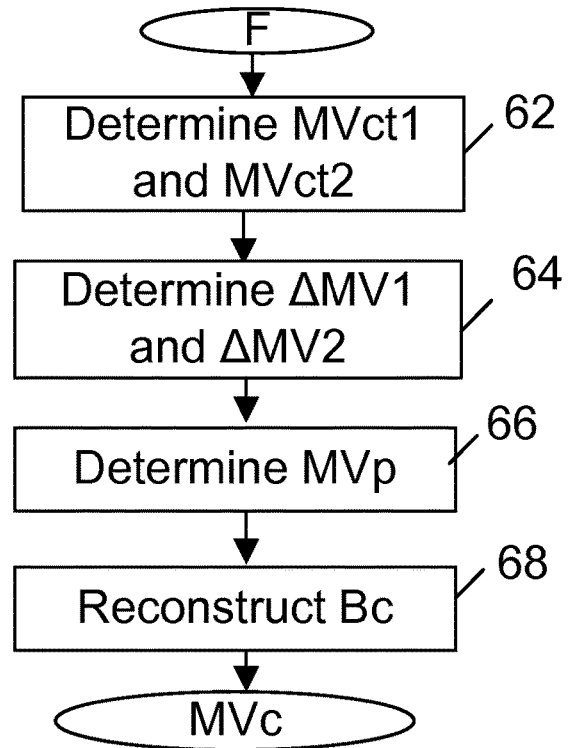 F
Determine MVct1
and MVct2
62
Determine ΔMV1
and ΔMV2
64
Determine MVp
66
Reconstruct Bc
68
MVc